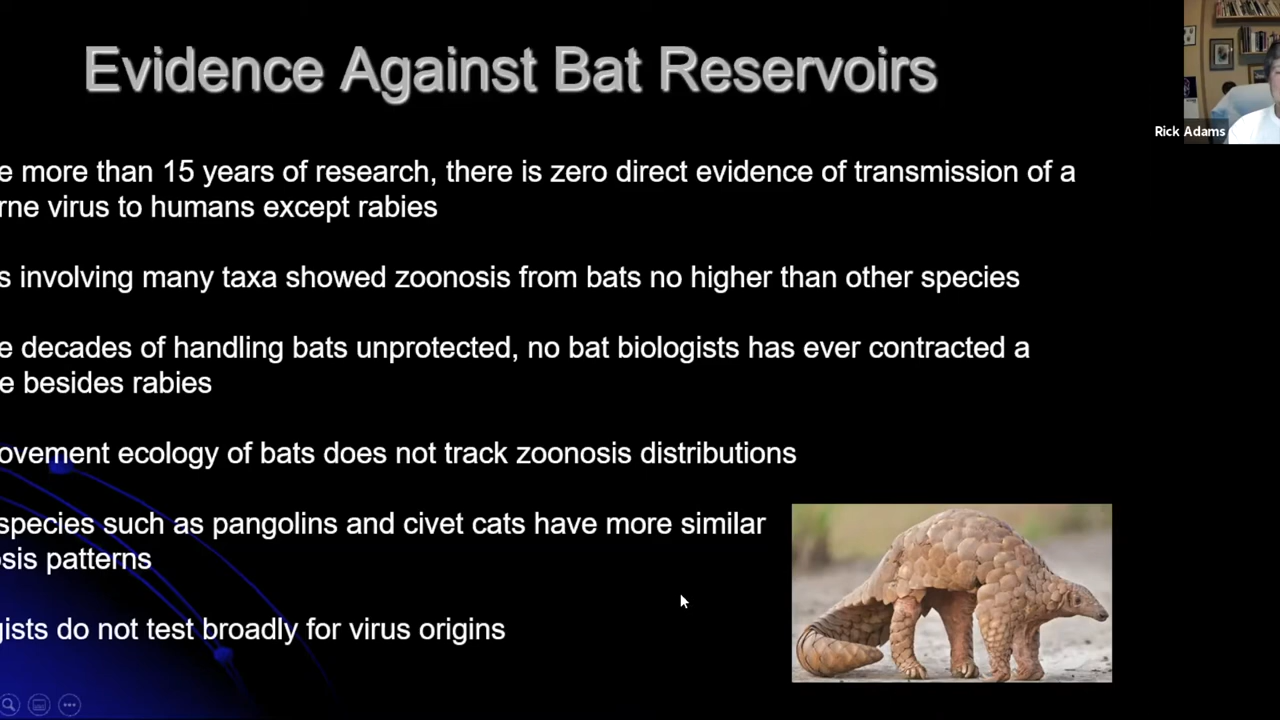 Evidence Against Bat Reservoirs
Rick Adams
e more than 15 years of research, there is zero direct evidence of transmission of a
rne virus to humans except rabies
s involving many taxa showed zoonosis from bats no higher than other species
e decades of handling bats unprotected, no bat biologists has ever contracted a
e besides rabies
ovement ecology of bats does not track zoonosis distributions
species such as pangolins and civet cats have more similar
sis patterns
gists do not test broadly for virus origins